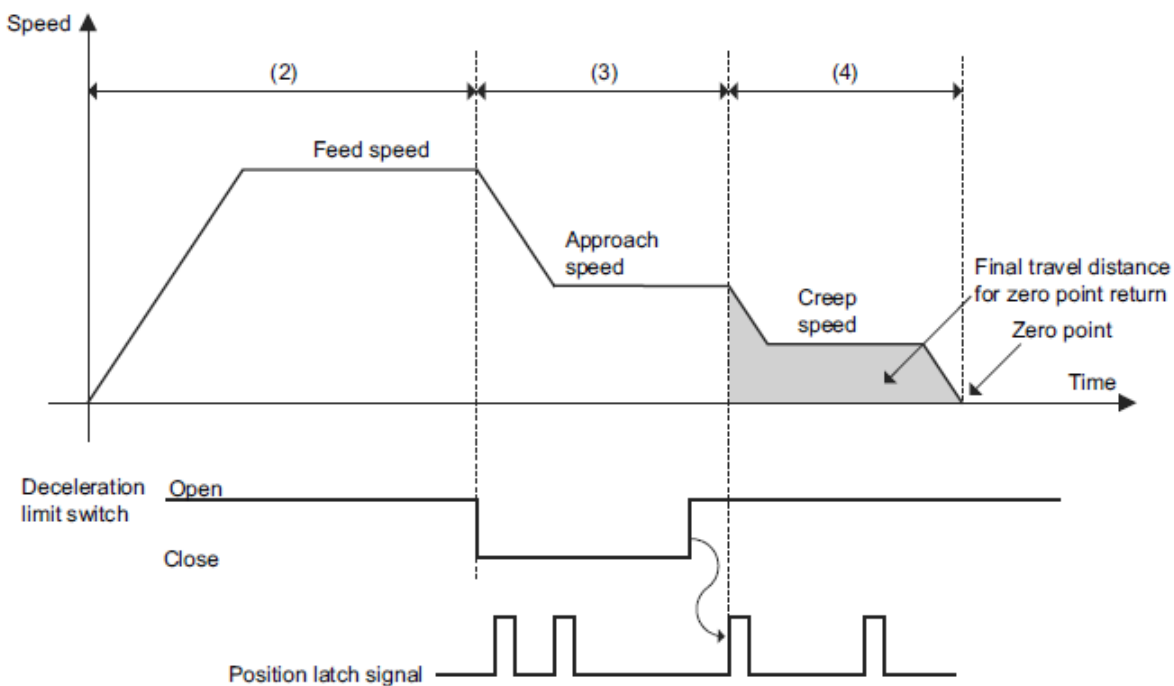 Speed
(2)
(3)
(4)
Feed speed
Approach
speed
Creep
speed
Final travel distance
for zero point return
Zero point
Time
Deceleration
limit switch
Open
Close
Position latch signal